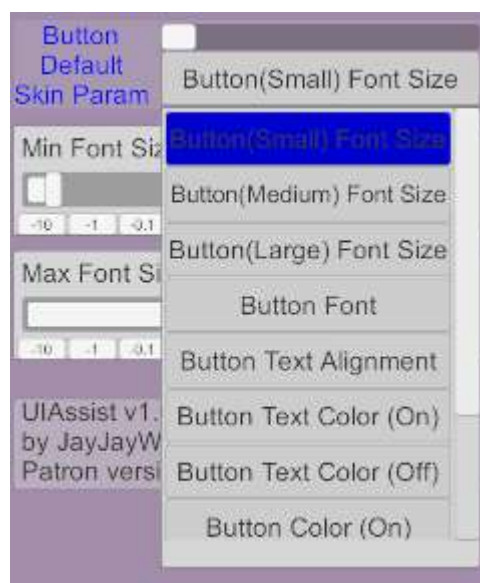 Button
Default
Skin Param
Button(Small) Font Size
Button(Small) Font Size
Min Font Siz
Button(Medium) Font Size
-10 -1 -0.1
Button(Large) Font Size
Max Font Si
Button Font
-10 -1 -0.1
Button Text Alignment
UIAssist v1.
by JayJayW
Patron versi
Button Text Color (On)
Button Text Color (Off)
Button Color (On)